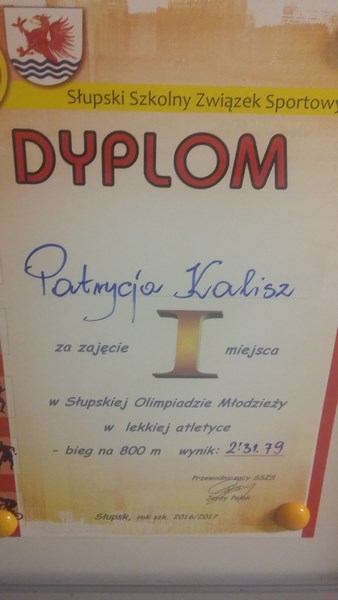 Słupski Szkolny Związek Sportowy
DYPLOM
Patrycja Kalisz
za zajęcie I miejsca
w Słupskiej Olimpiadzie Młodzieży
w lekkiej atletyce
- bieg na 800 m wynik: 2:31.79
Przewodniczący SSZS
Jerzy
Słupsk, rok szk. 2016/2017